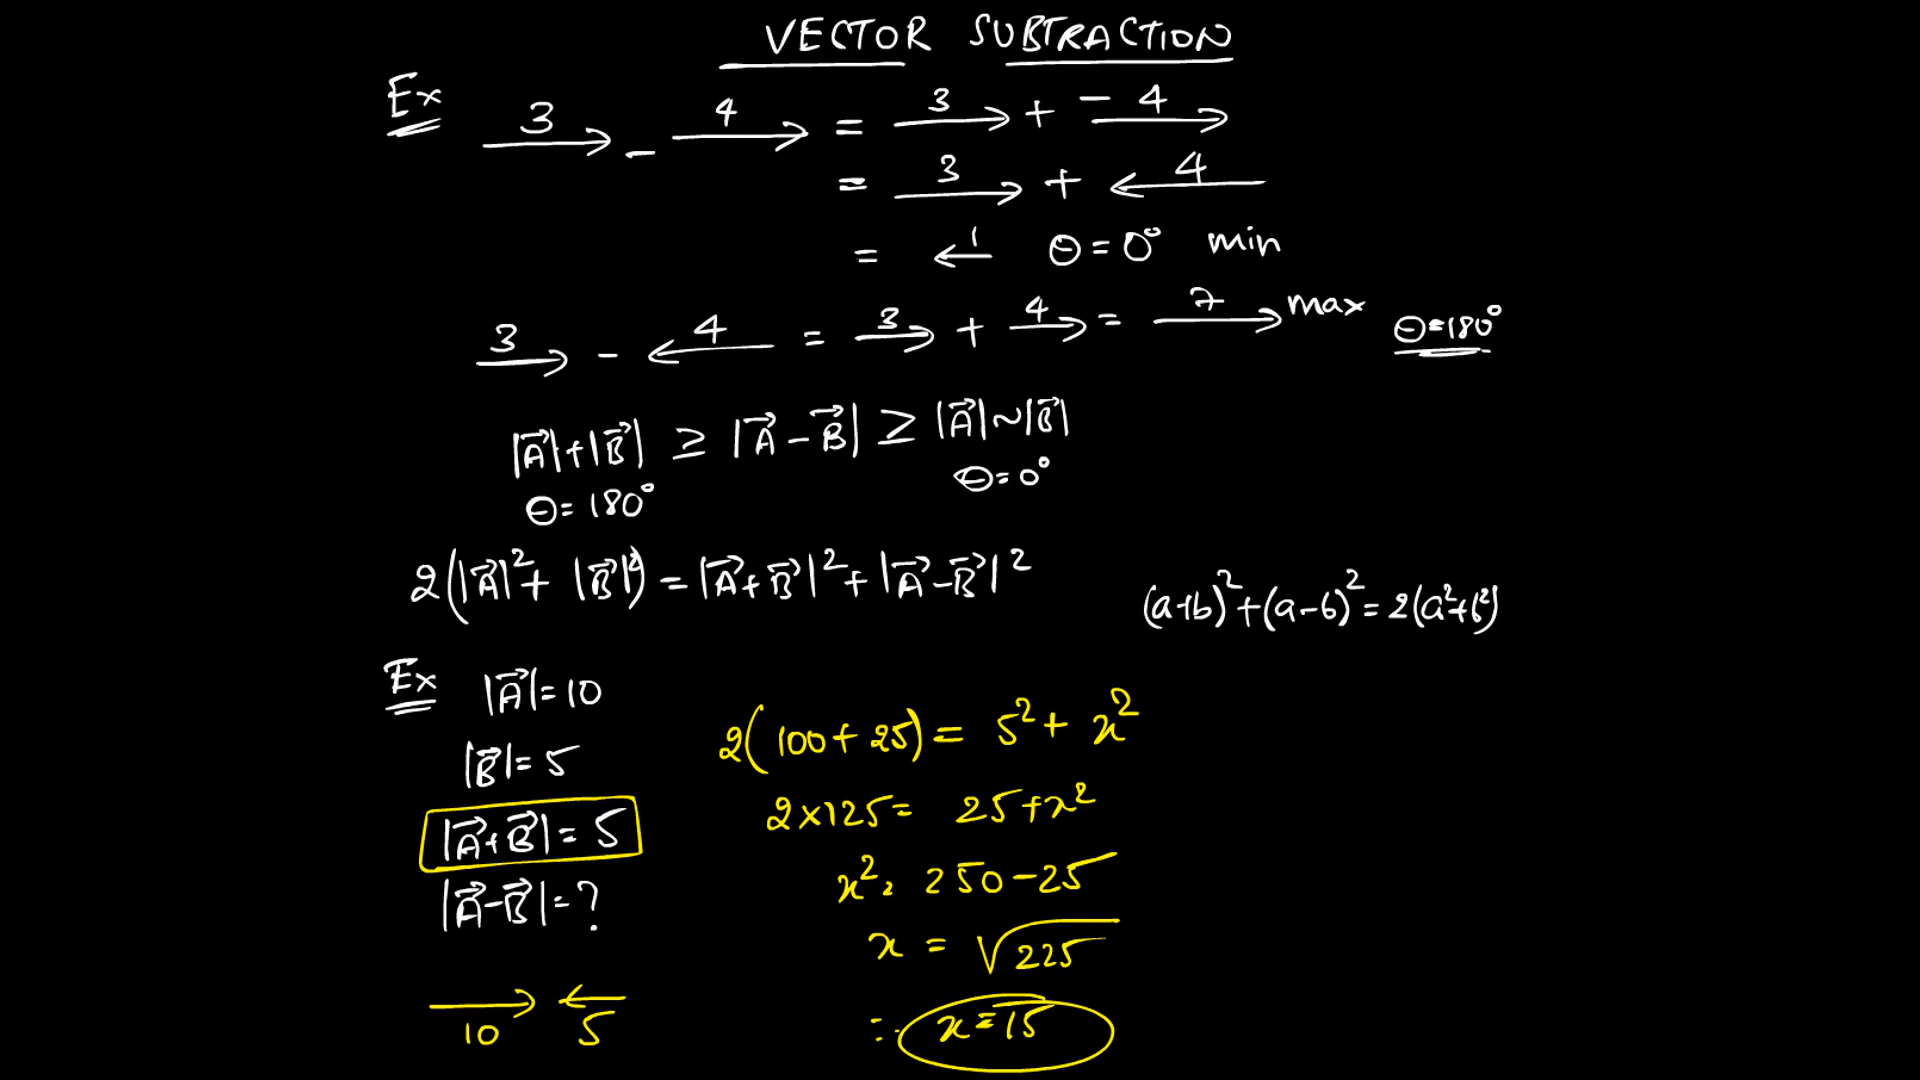 VECTOR SUBTRACTION
Ex 3→ - 4→ = 3→ + - 4→
= 3→ + ←4
= ←1 θ = 0° min
3→ - ←4 = 3→ + 4→ = 7→ max θ=180°
|A⃗|+|B⃗| ≥ |A⃗ - B⃗| ≥ |A⃗|~|B⃗|
θ = 180° θ = 0°
2(|A⃗|² + |B⃗|²) = |A⃗+B⃗|² + |A⃗-B⃗|²
(a+b)²+(a-b)² = 2(a²+b²)
Ex |A⃗| = 10
|B⃗| = 5
|A⃗+B⃗| = 5
|A⃗-B⃗| = ?
10→ ←5
2(100+25) = 5² + x²
2×125 = 25+x²
x² = 250-25
x = √225
= x = 15